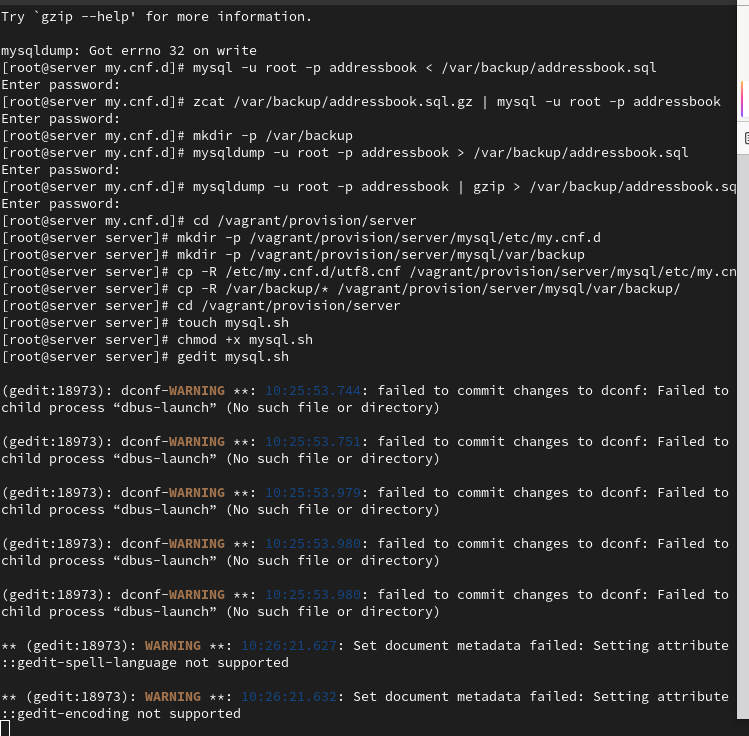 Try `gzip --help' for more information.
mysqldump: Got errno 32 on write
[root@server my.cnf.d]# mysql -u root -p addressbook < /var/backup/addressbook.sql
Enter password:
[root@server my.cnf.d]# zcat /var/backup/addressbook.sql.gz | mysql -u root -p addressbook
Enter password:
[root@server my.cnf.d]# mkdir -p /var/backup
[root@server my.cnf.d]# mysqldump -u root -p addressbook > /var/backup/addressbook.sql
Enter password:
[root@server my.cnf.d]# mysqldump -u root -p addressbook | gzip > /var/backup/addressbook.sq
Enter password:
[root@server my.cnf.d]# cd /vagrant/provision/server
[root@server server]# mkdir -p /vagrant/provision/server/mysql/etc/my.cnf.d
[root@server server]# mkdir -p /vagrant/provision/server/mysql/var/backup
[root@server server]# cp -R /etc/my.cnf.d/utf8.cnf /vagrant/provision/server/mysql/etc/my.cn
[root@server server]# cp -R /var/backup/* /vagrant/provision/server/mysql/var/backup/
[root@server server]# cd /vagrant/provision/server
[root@server server]# touch mysql.sh
[root@server server]# chmod +x mysql.sh
[root@server server]# gedit mysql.sh
(gedit:18973): dconf-WARNING **: 10:25:53.744: failed to commit changes to dconf: Failed to
child process “dbus-launch” (No such file or directory)
(gedit:18973): dconf-WARNING **: 10:25:53.751: failed to commit changes to dconf: Failed to
child process “dbus-launch” (No such file or directory)
(gedit:18973): dconf-WARNING **: 10:25:53.979: failed to commit changes to dconf: Failed to
child process “dbus-launch” (No such file or directory)
(gedit:18973): dconf-WARNING **: 10:25:53.980: failed to commit changes to dconf: Failed to
child process “dbus-launch” (No such file or directory)
(gedit:18973): dconf-WARNING **: 10:25:53.980: failed to commit changes to dconf: Failed to
child process “dbus-launch” (No such file or directory)
** (gedit:18973): WARNING **: 10:26:21.627: Set document metadata failed: Setting attribute
::gedit-spell-language not supported
** (gedit:18973): WARNING **: 10:26:21.632: Set document metadata failed: Setting attribute
::gedit-encoding not supported